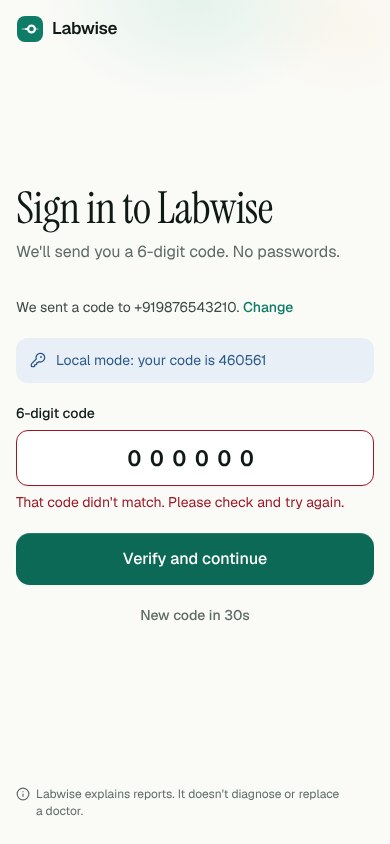 Labwise
Sign in to Labwise
We'll send you a 6-digit code. No passwords.
We sent a code to +919876543210. Change
Local mode: your code is 460561
6-digit code
000000
That code didn't match. Please check and try again.
Verify and continue
New code in 30s
Labwise explains reports. It doesn't diagnose or replace
a doctor.